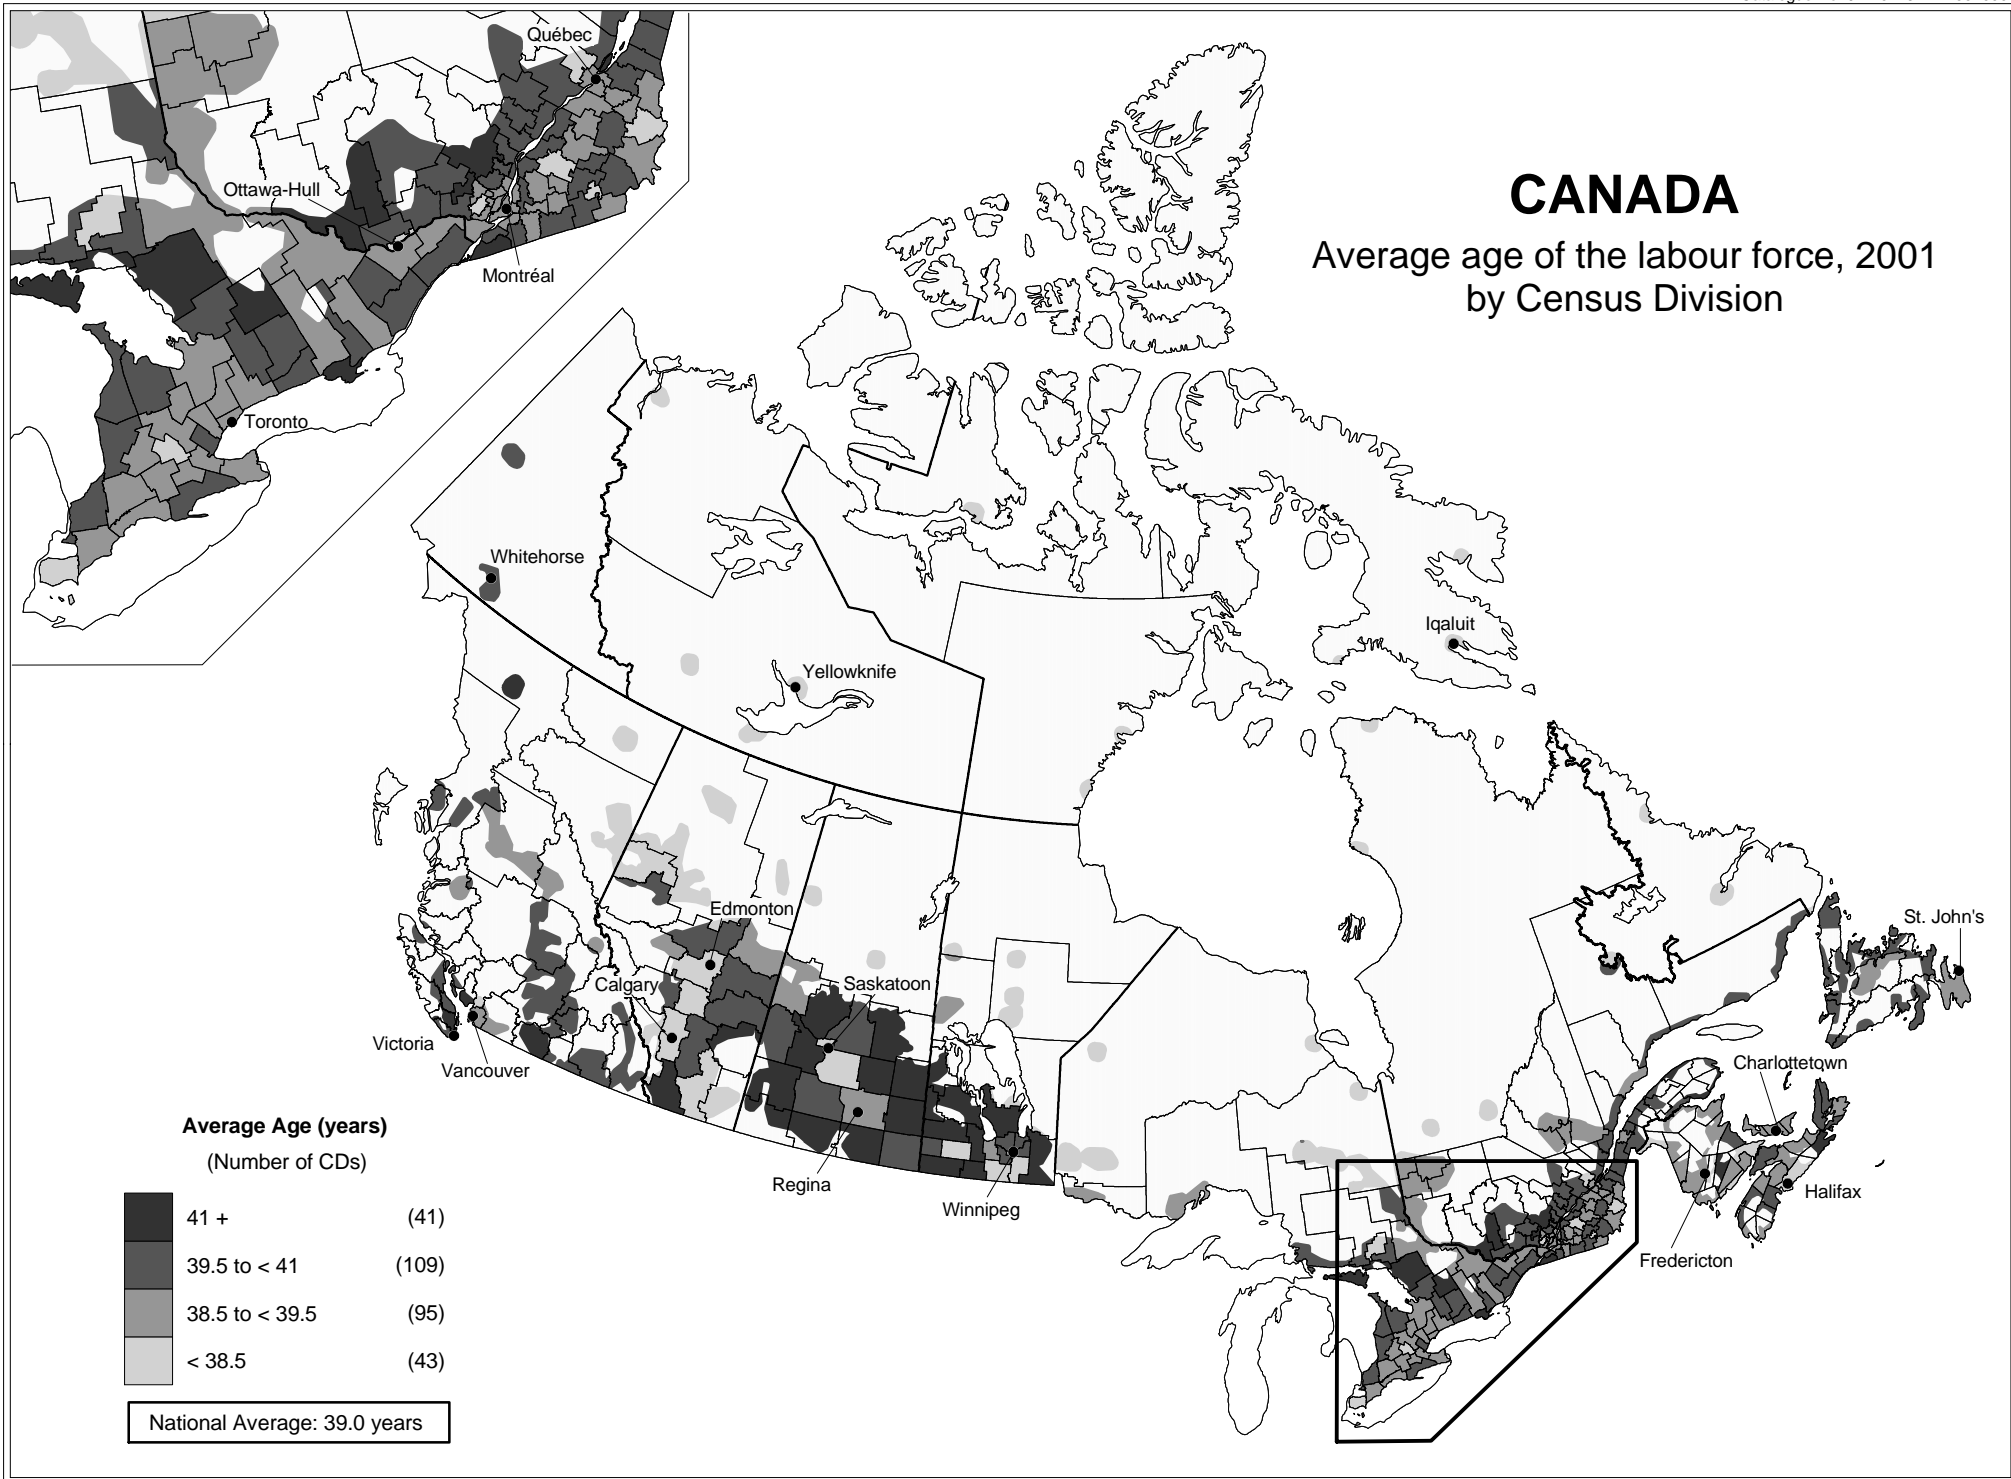 CANADA
Average age of the labour force, 2001
by Census Division
Québec
Ottawa-Hull
Montréal
Toronto
Whitehorse
Yellowknife
Iqaluit
Edmonton
St. John's
Calgary
Saskatoon
Victoria
Vancouver
Charlottetown
Regina
Winnipeg
Halifax
Fredericton
Average Age (years)
(Number of CDs)
41 + (41)
39.5 to < 41 (109)
38.5 to < 39.5 (95)
< 38.5 (43)
National Average: 39.0 years